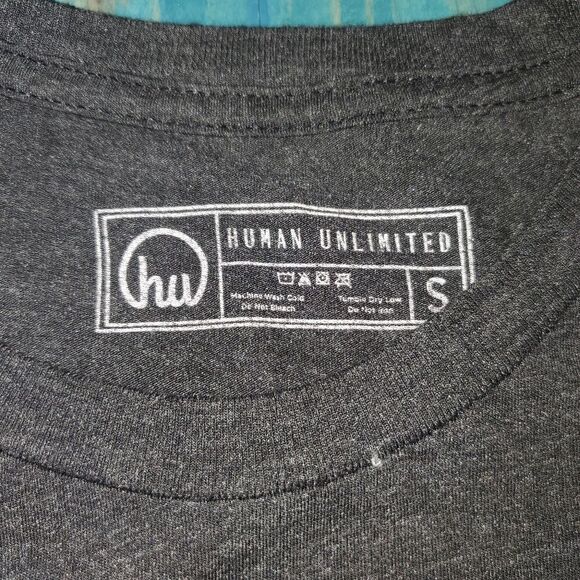 hu
HUMAN UNLIMITED
Machine Wash Cold
Do Not Bleach
Tumble Dry Low
Do Not Iron
S